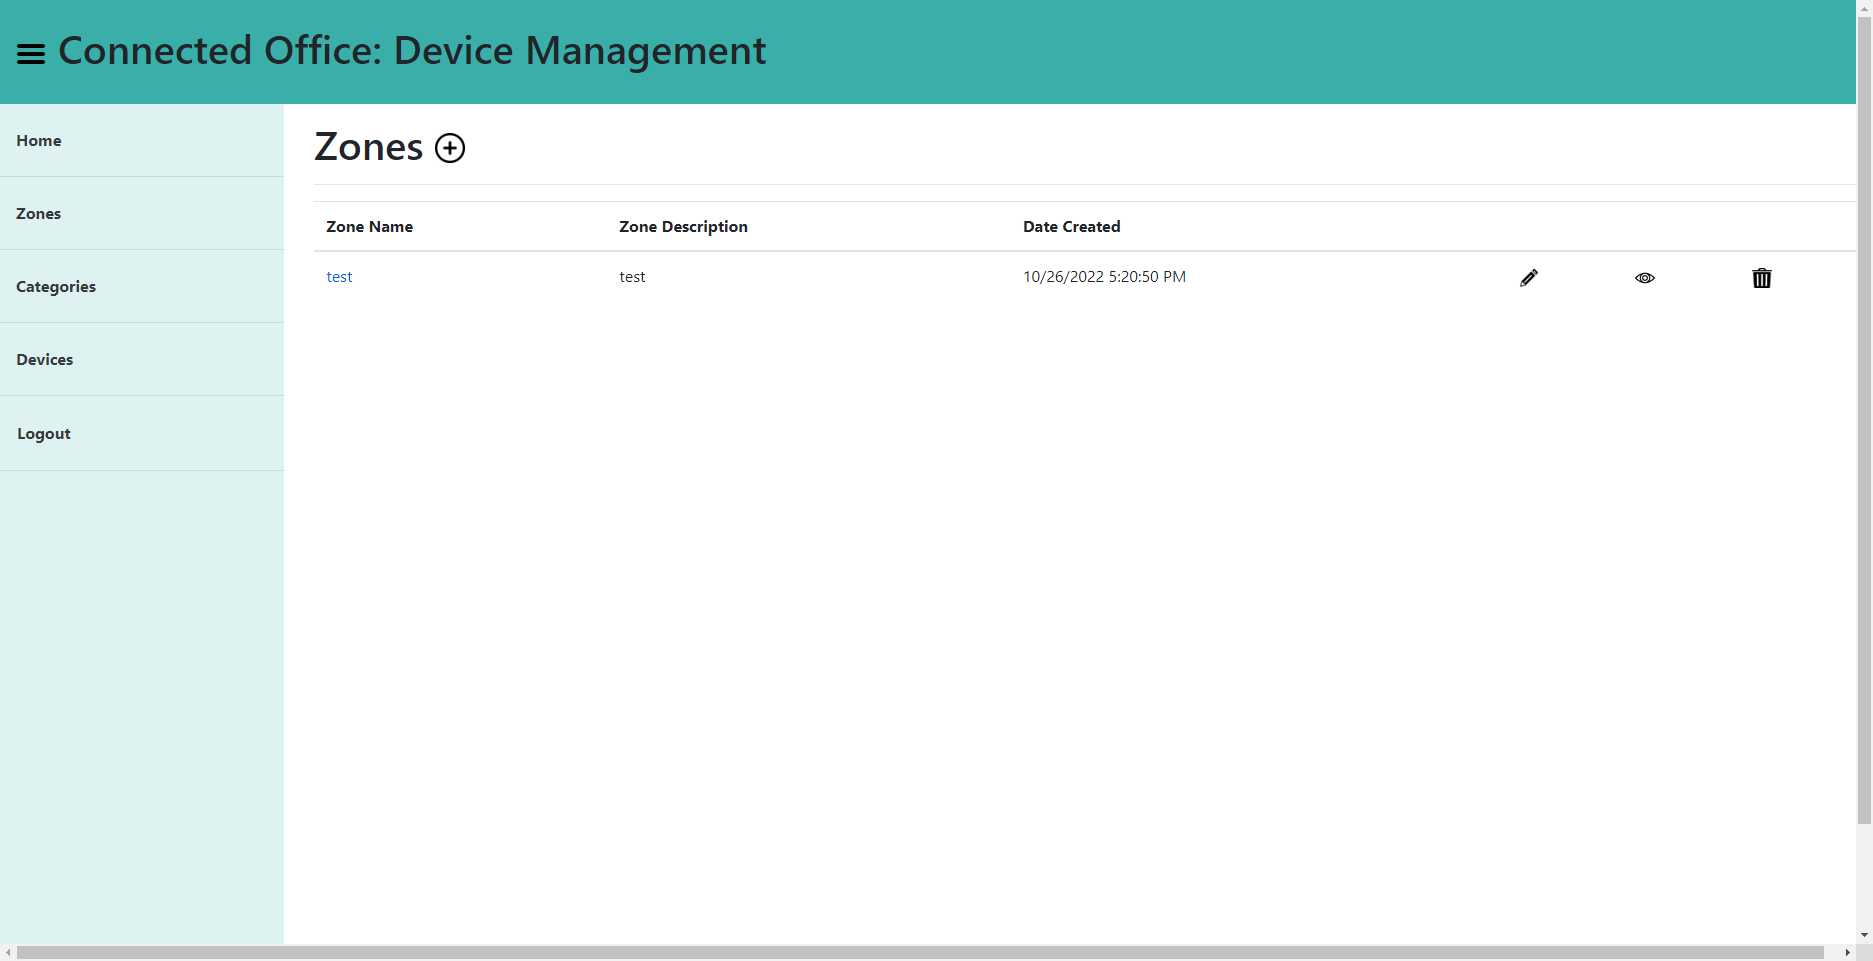 Connected Office: Device Management
Home
Zones
Categories
Devices
Logout
Zones
Zone Name Zone Description Date Created
test test 10/26/2022 5:20:50 PM